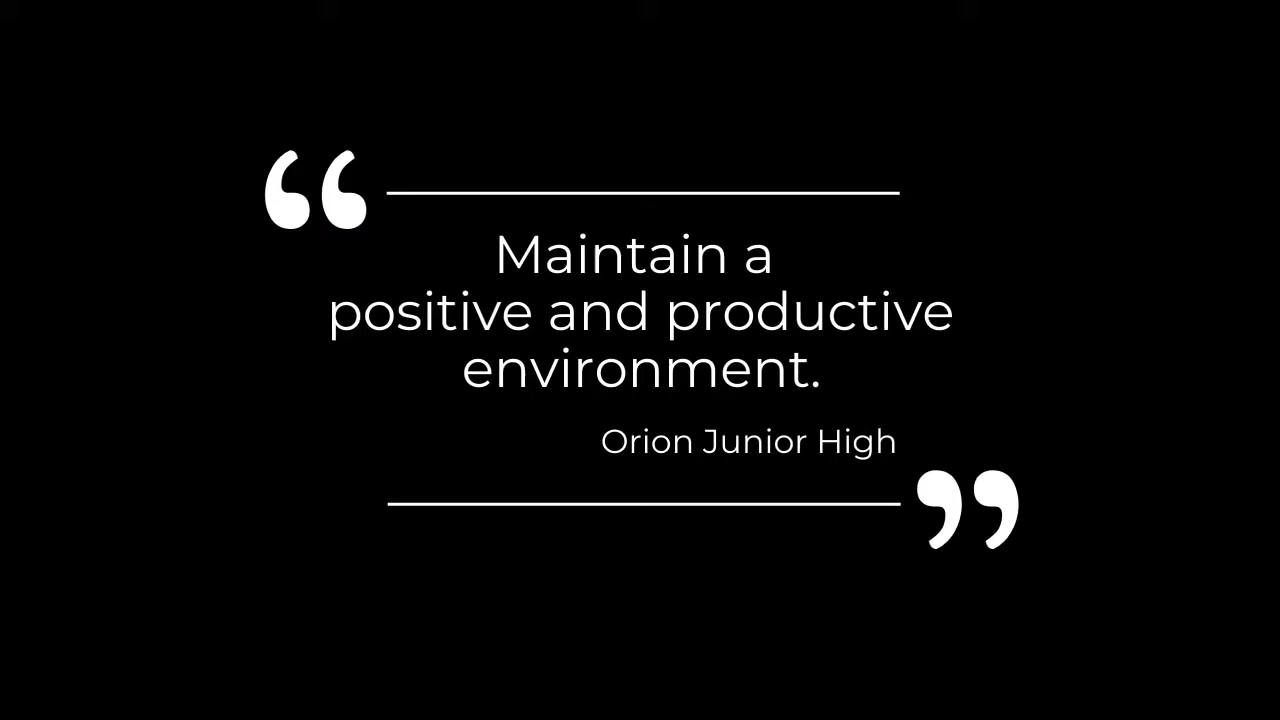 “
Maintain a
positive and productive
environment.
Orion Junior High
”